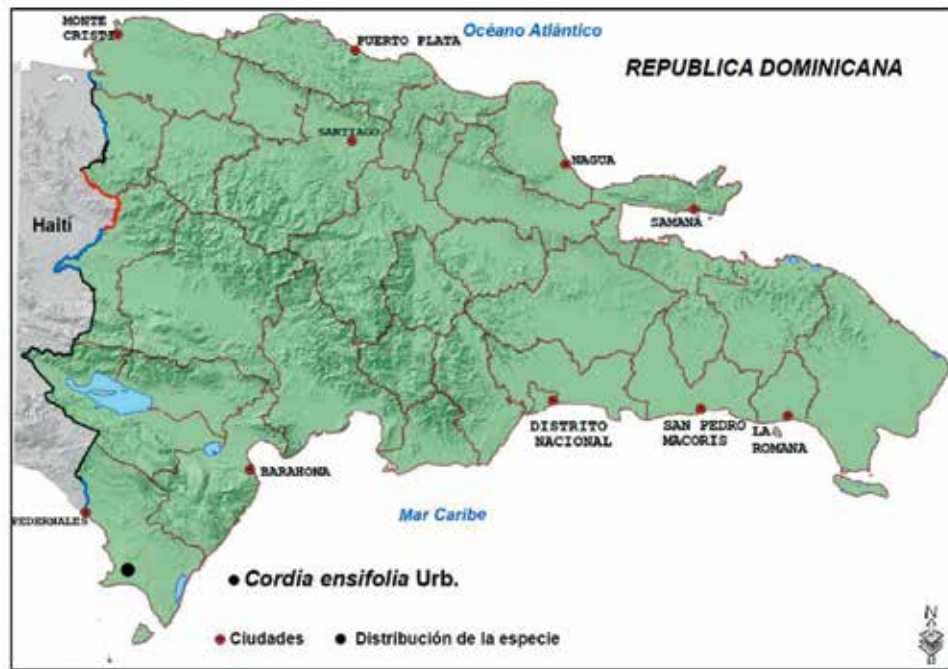 MONTE
CRISTI
PUERTO PLATA
Océano Atlántico
REPUBLICA DOMINICANA
SANTIAGO
NAGUA
SAMANA
Haití
DISTRITO
NACIONAL
SAN PEDRO
MACORIS
LA
ROMANA
BARAHONA
PEDERNALES
Mar Caribe
Cordia ensifolia Urb.
Ciudades
Distribución de la especie
N